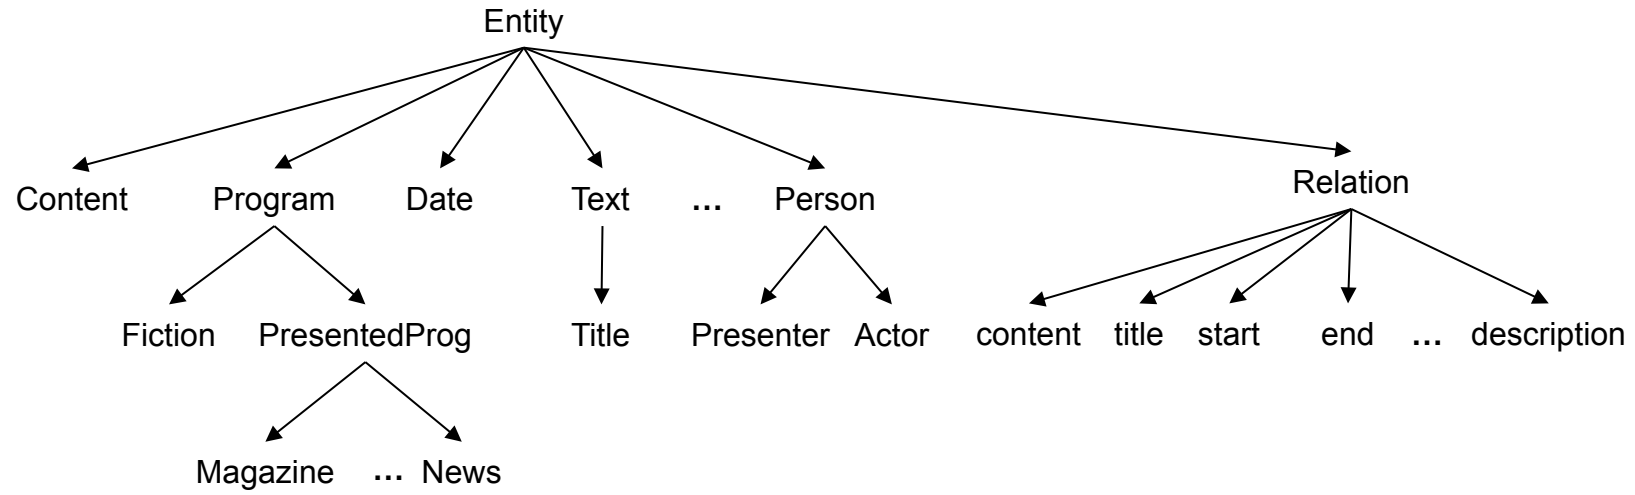 Entity
Relation
Content Program Date Text ... Person
Fiction PresentedProg Title Presenter Actor content title start end ... description
Magazine ... News